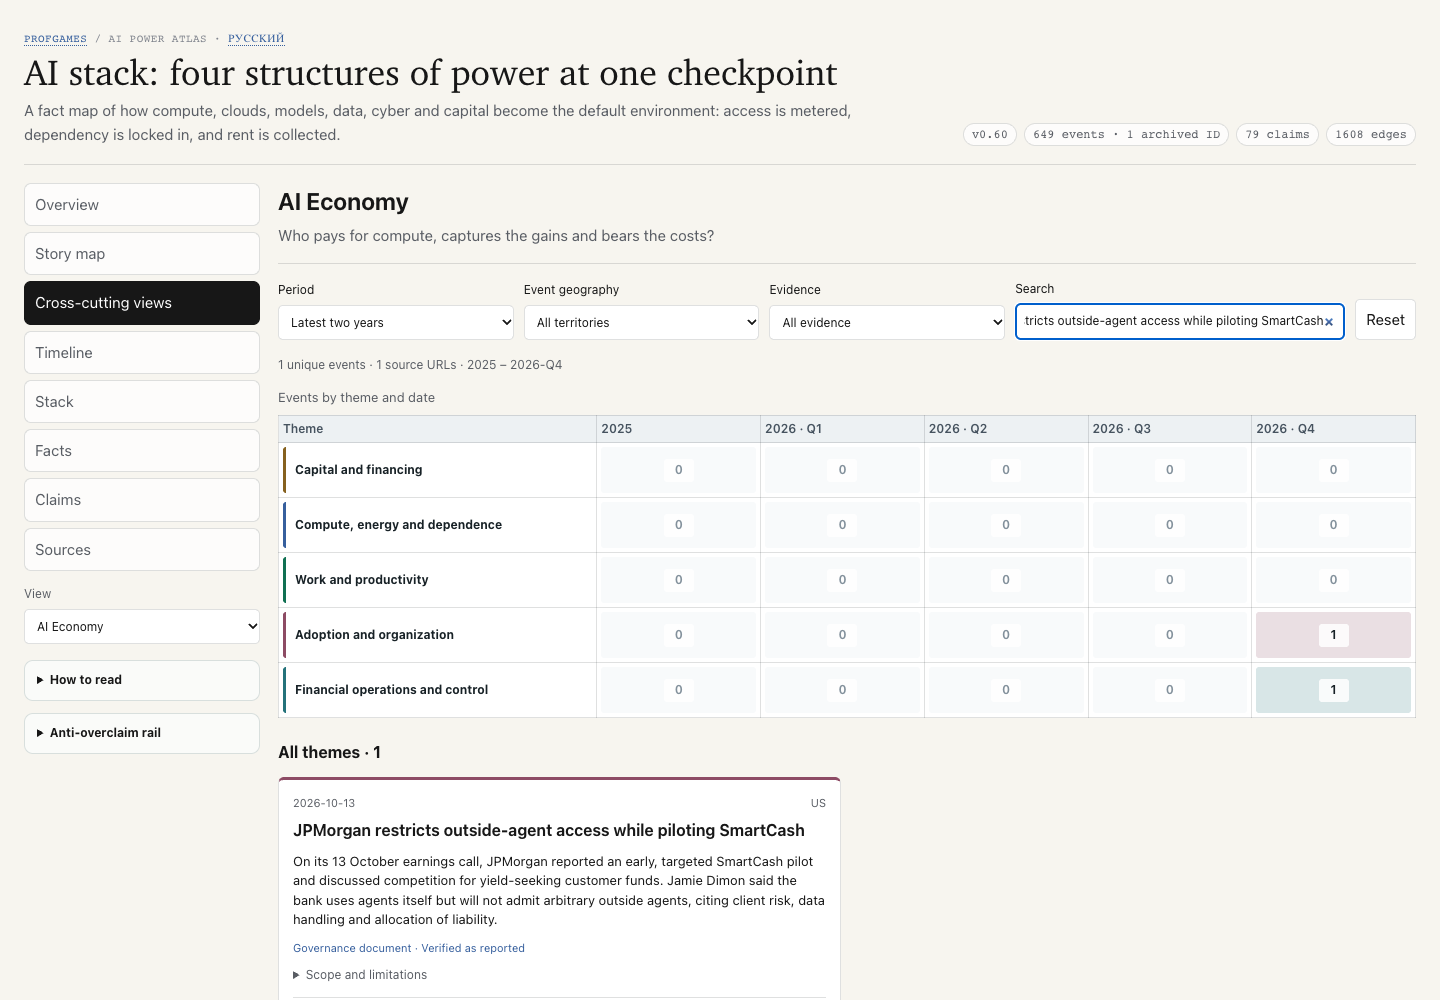 PROFGAMES / AI POWER ATLAS · РУССКИЙ
AI stack: four structures of power at one checkpoint
A fact map of how compute, clouds, models, data, cyber and capital become the default environment: access is metered,
dependency is locked in, and rent is collected.
v0.60
649 events · 1 archived ID
79 claims
1608 edges
Overview
Story map
Cross-cutting views
Timeline
Stack
Facts
Claims
Sources
View
AI Economy
How to read
Anti-overclaim rail
AI Economy
Who pays for compute, captures the gains and bears the costs?
Period
Event geography
Evidence
Search
Latest two years
All territories
All evidence
tricts outside-agent access while piloting SmartCash
Reset
1 unique events · 1 source URLs · 2025 – 2026-Q4
Events by theme and date
Theme 2025 2026 · Q1 2026 · Q2 2026 · Q3 2026 · Q4
Capital and financing 0 0 0 0 0
Compute, energy and dependence 0 0 0 0 0
Work and productivity 0 0 0 0 0
Adoption and organization 0 0 0 0 1
Financial operations and control 0 0 0 0 1
All themes · 1
2026-10-13 US
JPMorgan restricts outside-agent access while piloting SmartCash
On its 13 October earnings call, JPMorgan reported an early, targeted SmartCash pilot
and discussed competition for yield-seeking customer funds. Jamie Dimon said the
bank uses agents itself but will not admit arbitrary outside agents, citing client risk, data
handling and allocation of liability.
Governance document · Verified as reported
Scope and limitations